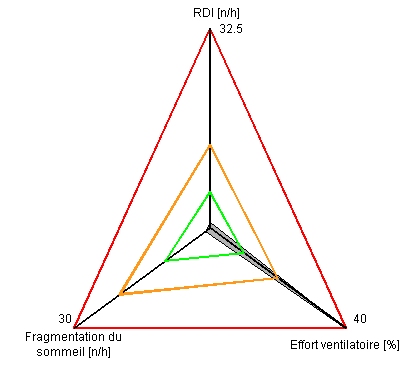 RDI [n/h]
32.5
30
40
Fragmentation du
sommeil [n/h]
Effort ventilatoire [%]